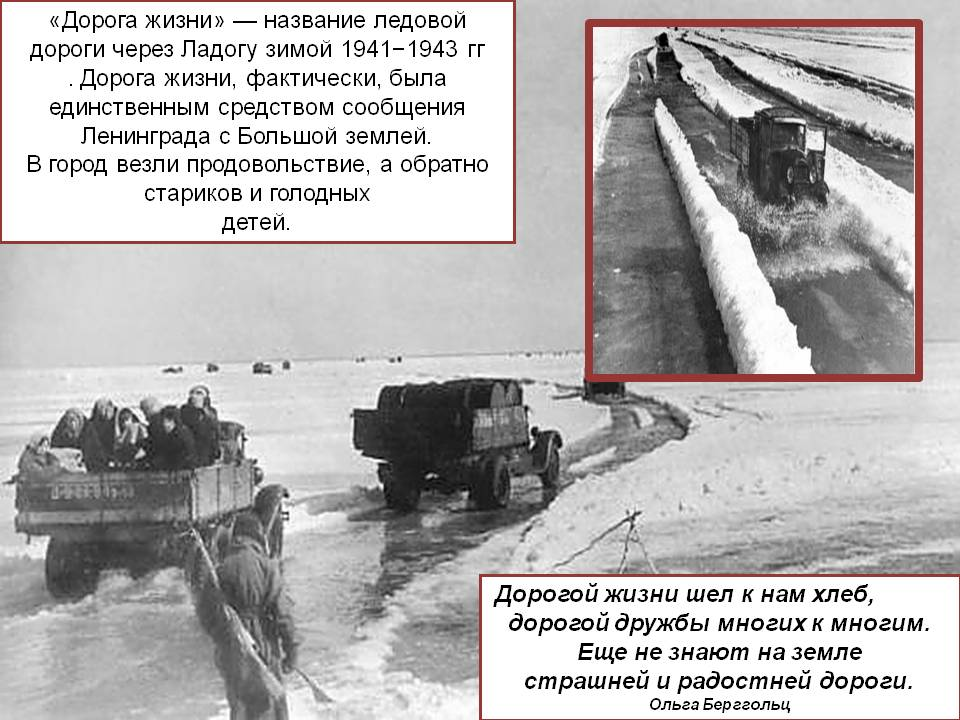 «Дорога жизни» — название ледовой
дороги через Ладогу зимой 1941–1943 гг
. Дорога жизни, фактически, была
единственным средством сообщения
Ленинграда с Большой землей.
В город везли продовольствие, а обратно
стариков и голодных
детей.
Дорогой жизни шел к нам хлеб,
дорогой дружбы многих к многим.
Еще не знают на земле
страшней и радостней дороги.
Ольга Берггольц